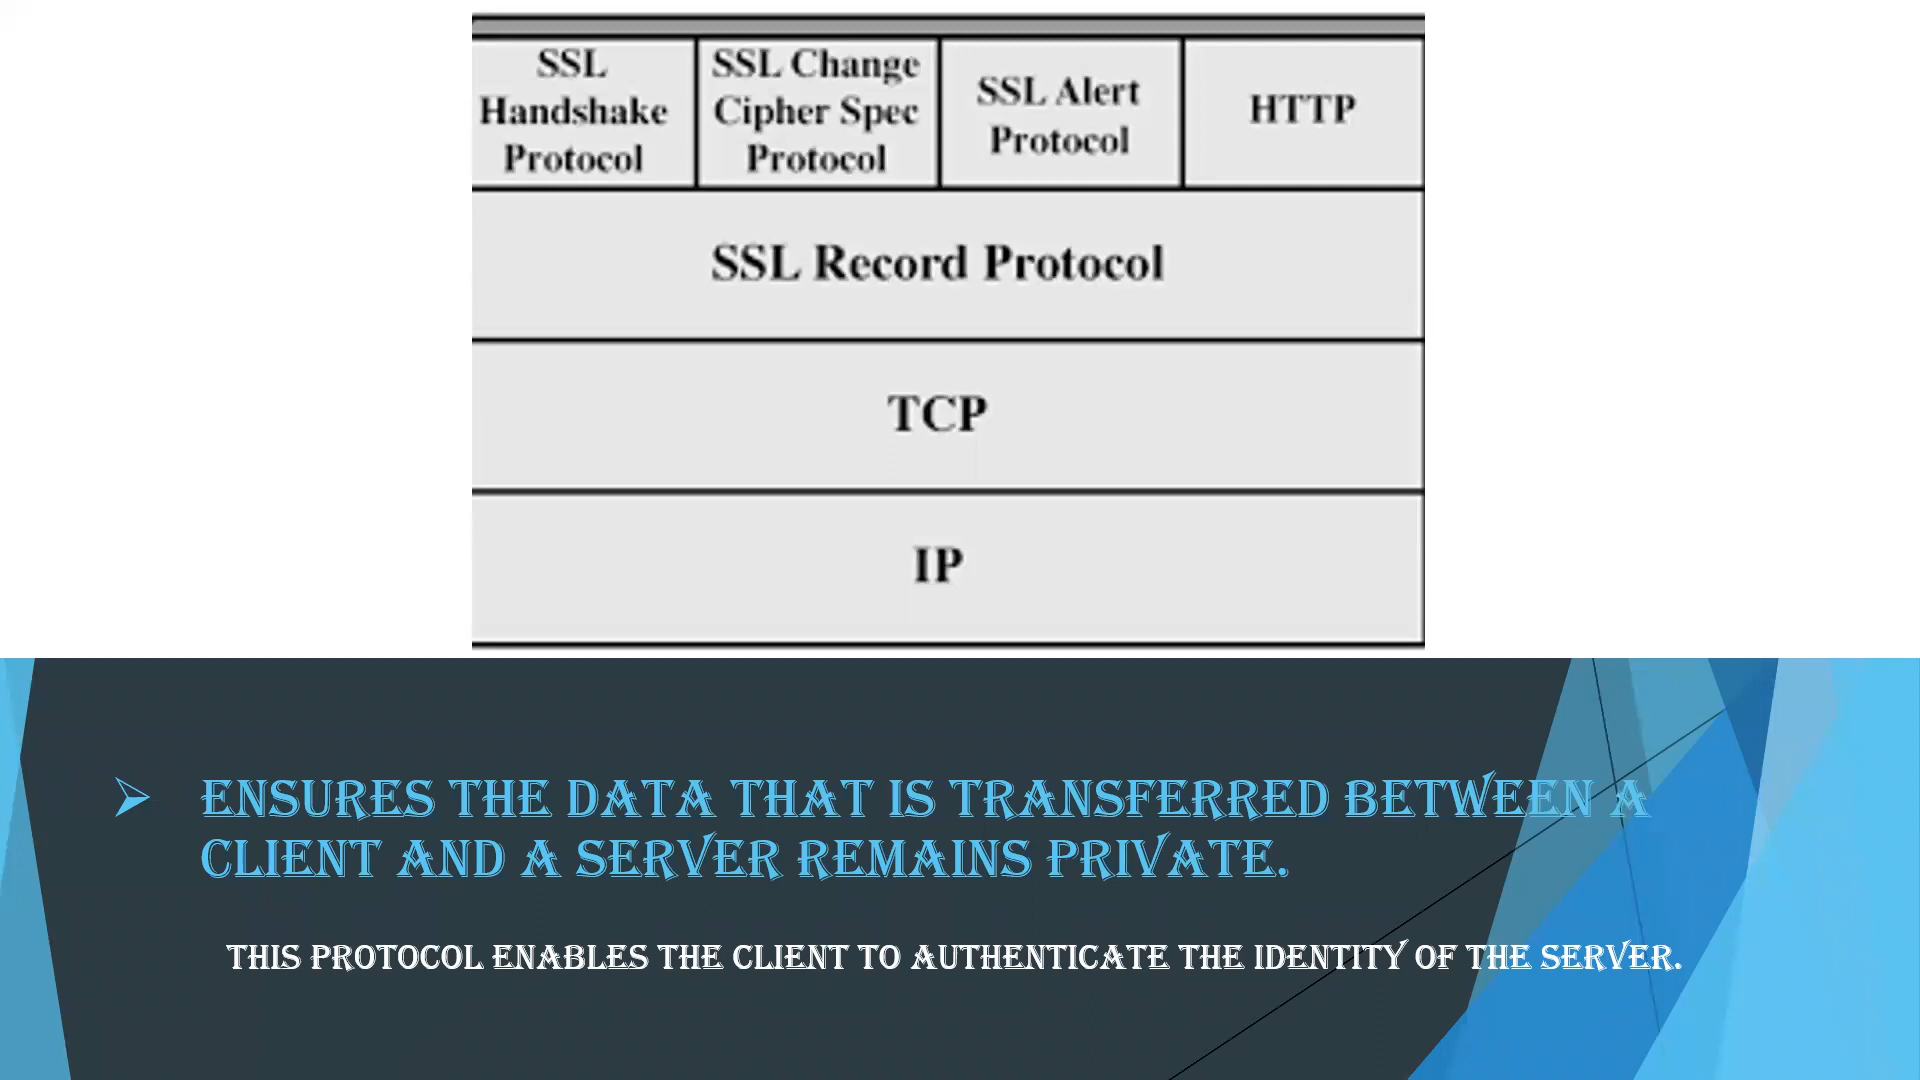 SSL
Handshake
Protocol
SSL Change
Cipher Spec
Protocol
SSL Alert
Protocol
HTTP
SSL Record Protocol
TCP
IP
ENSURES THE DATA THAT IS TRANSFERRED BETWEEN A
CLIENT AND A SERVER REMAINS PRIVATE.
THIS PROTOCOL ENABLES THE CLIENT TO AUTHENTICATE THE IDENTITY OF THE SERVER.